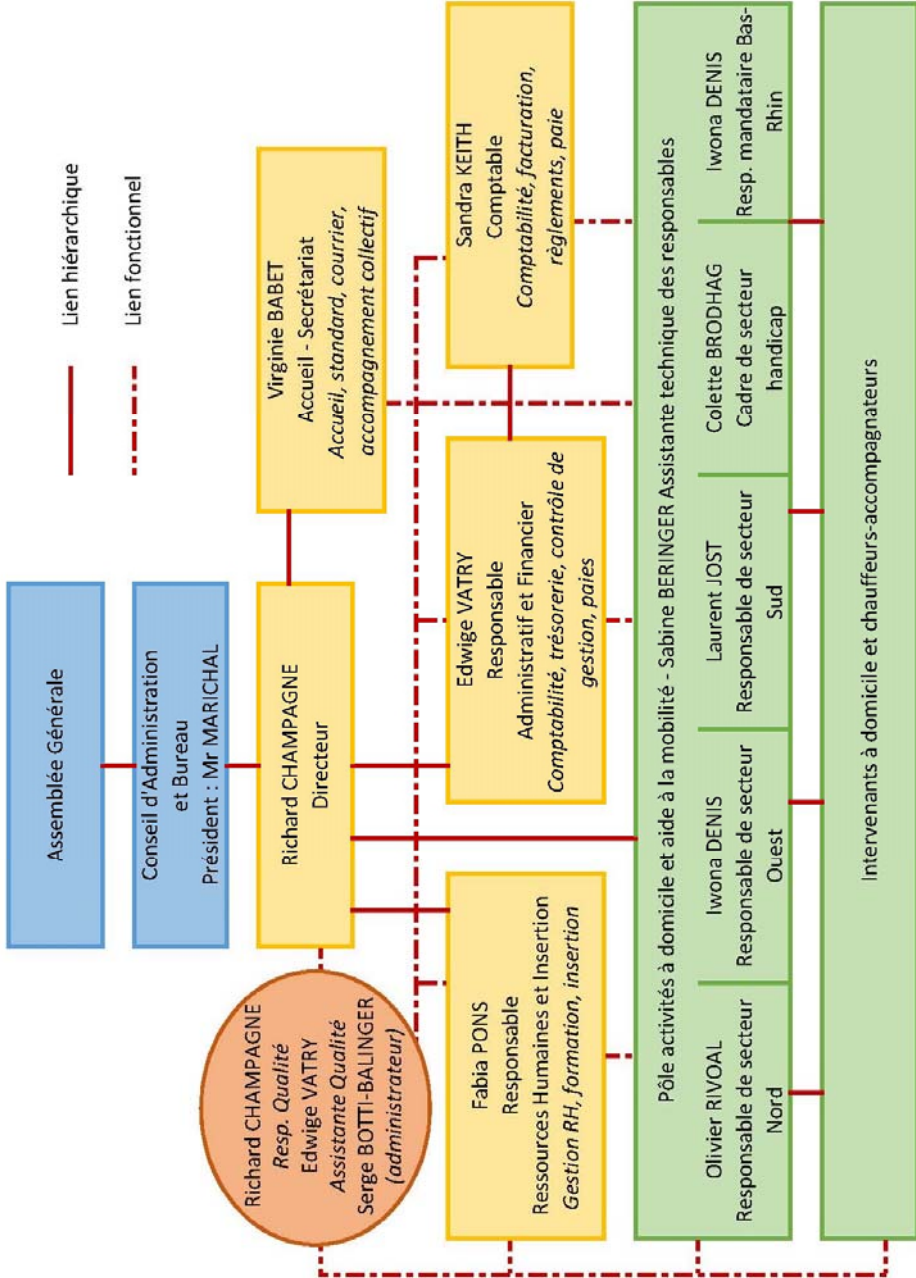 Assemblée Générale
Conseil d'Administration
et Bureau
Président : Mr MARICHAL
Lien hiérarchique
Lien fonctionnel
Richard CHAMPAGNE
Resp. Qualité
Edwige VATRY
Assistante Qualité
Serge BOTTI-BALINGER
(administrateur)
Richard CHAMPAGNE
Directeur
Virginie BABET
Accueil - Secrétariat
Accueil, standard, courrier,
accompagnement collectif
Fabia PONS
Responsable
Ressources Humaines et Insertion
Gestion RH, formation, insertion
Edwige VATRY
Responsable
Administratif et Financier
Comptabilité, trésorerie, contrôle de
gestion, paies
Sandra KEITH
Comptable
Comptabilité, facturation,
règlements, paie
Pôle activités à domicile et aide à la mobilité - Sabine BERINGER Assistante technique des responsables
Olivier RIVOAL
Responsable de secteur
Nord
Iwona DENIS
Responsable de secteur
Ouest
Laurent JOST
Responsable de secteur
Sud
Colette BRODHAG
Cadre de secteur
handicap
Iwona DENIS
Resp. mandataire Bas-
Rhin
Intervenants à domicile et chauffeurs-accompagnateurs